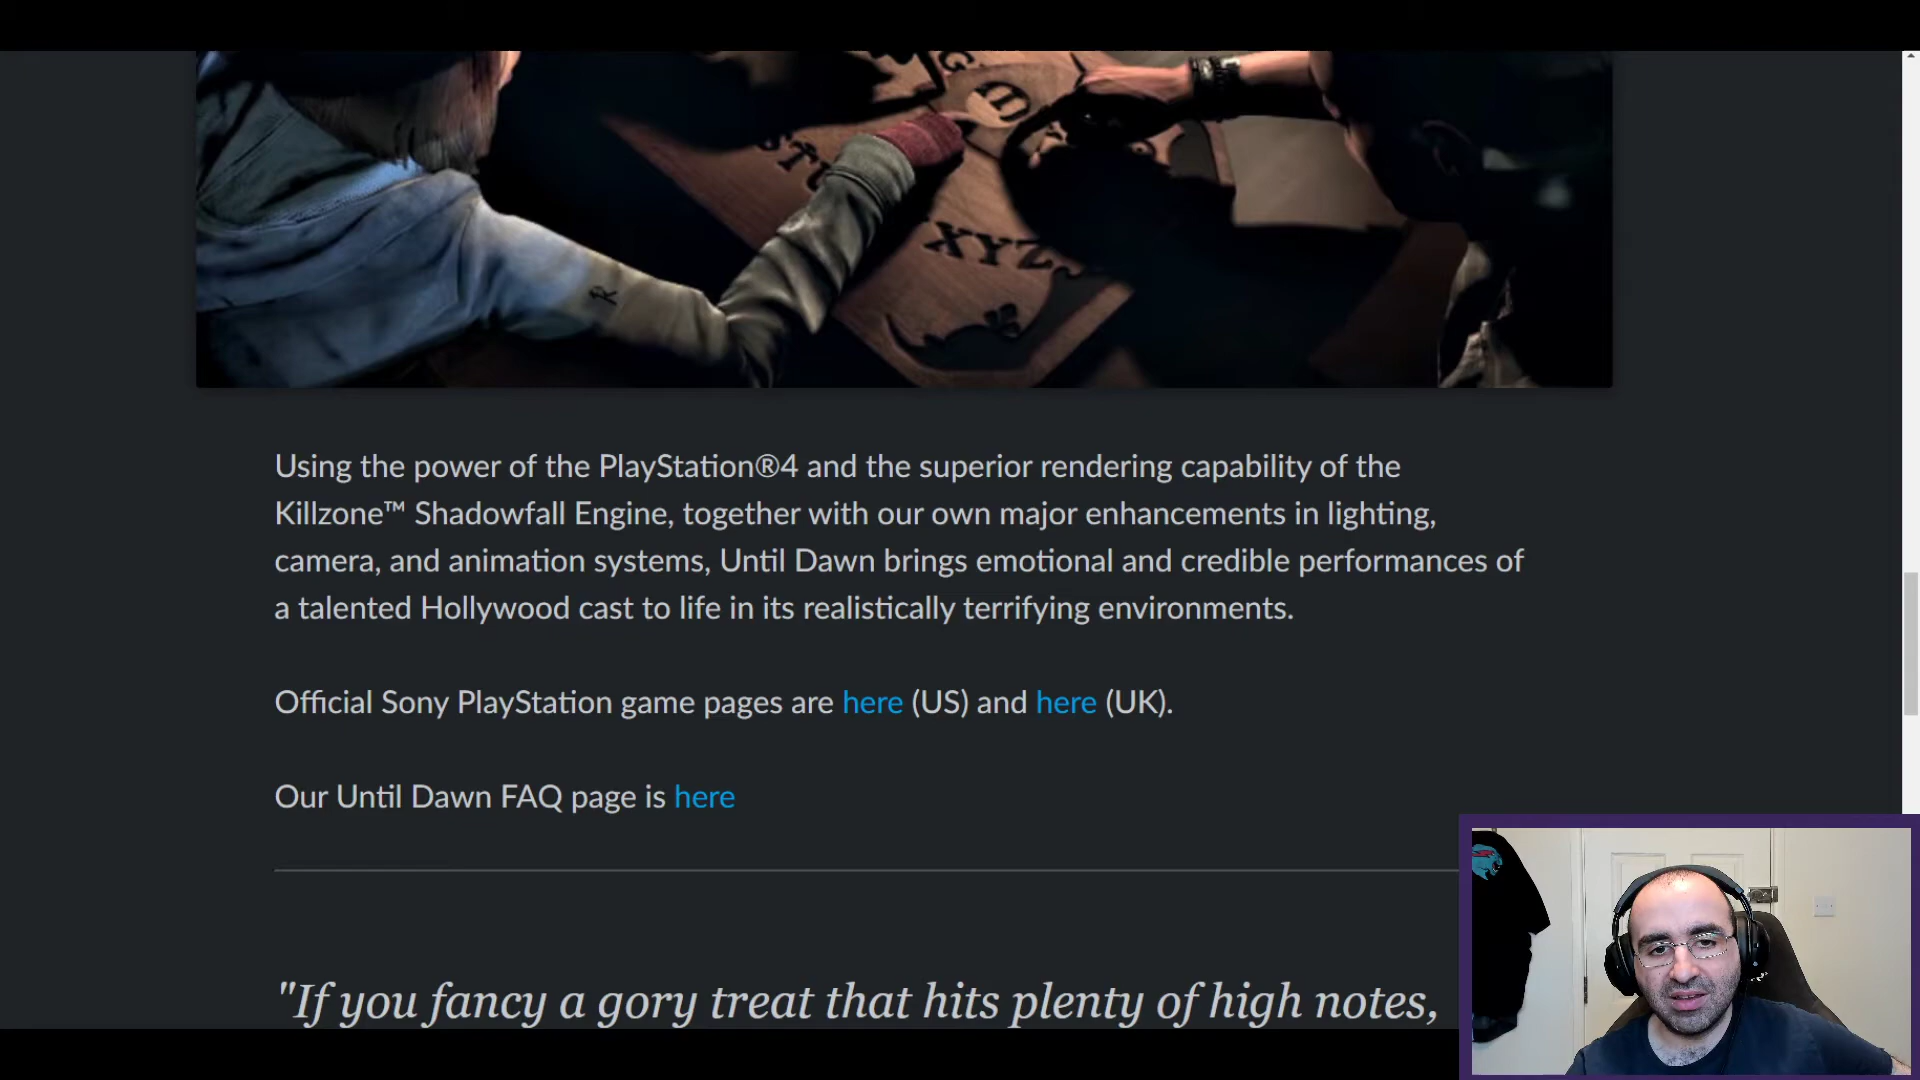 G
STU
XYZ
Using the power of the PlayStation®4 and the superior rendering capability of the
Killzone™ Shadowfall Engine, together with our own major enhancements in lighting,
camera, and animation systems, Until Dawn brings emotional and credible performances of
a talented Hollywood cast to life in its realistically terrifying environments.
Official Sony PlayStation game pages are here (US) and here (UK).
Our Until Dawn FAQ page is here
"If you fancy a gory treat that hits plenty of high notes,